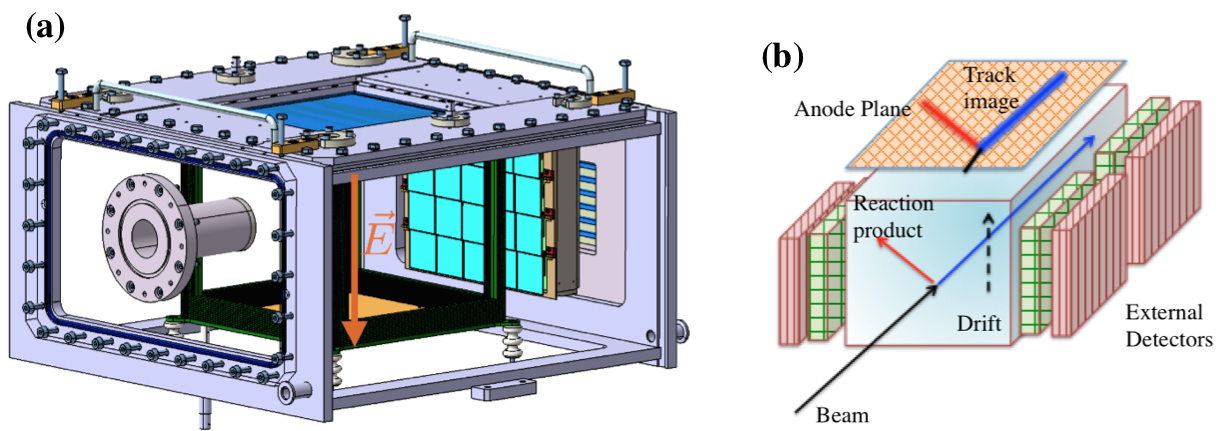 (a)
E
(b)
Track
image
Anode Plane
Reaction
product
Drift
External
Detectors
Beam